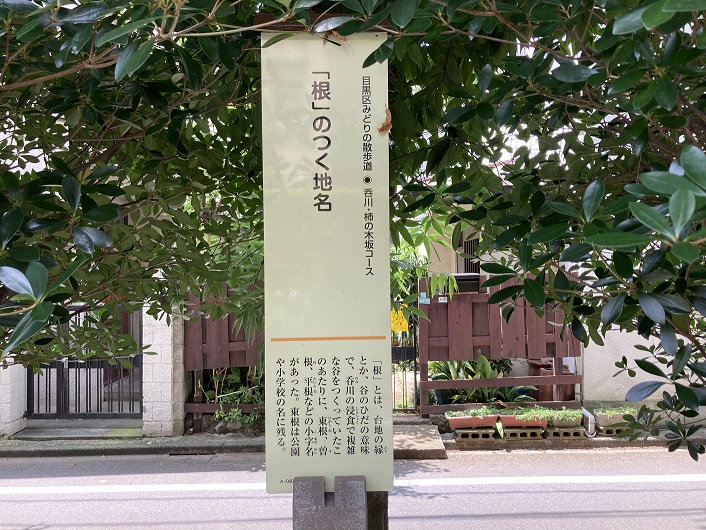 目黒区みどりの散歩道 ● 呑川・柿の木坂コース
「根」のつく地名
「根」とは、台地の縁
とか、谷のひだの意味
で、呑川の浸食で複雑
な谷をつくっていたこ
のあたりに、東根、曽
根、平根などの小字名
があった。東根は公園
や小学校の名に残る。